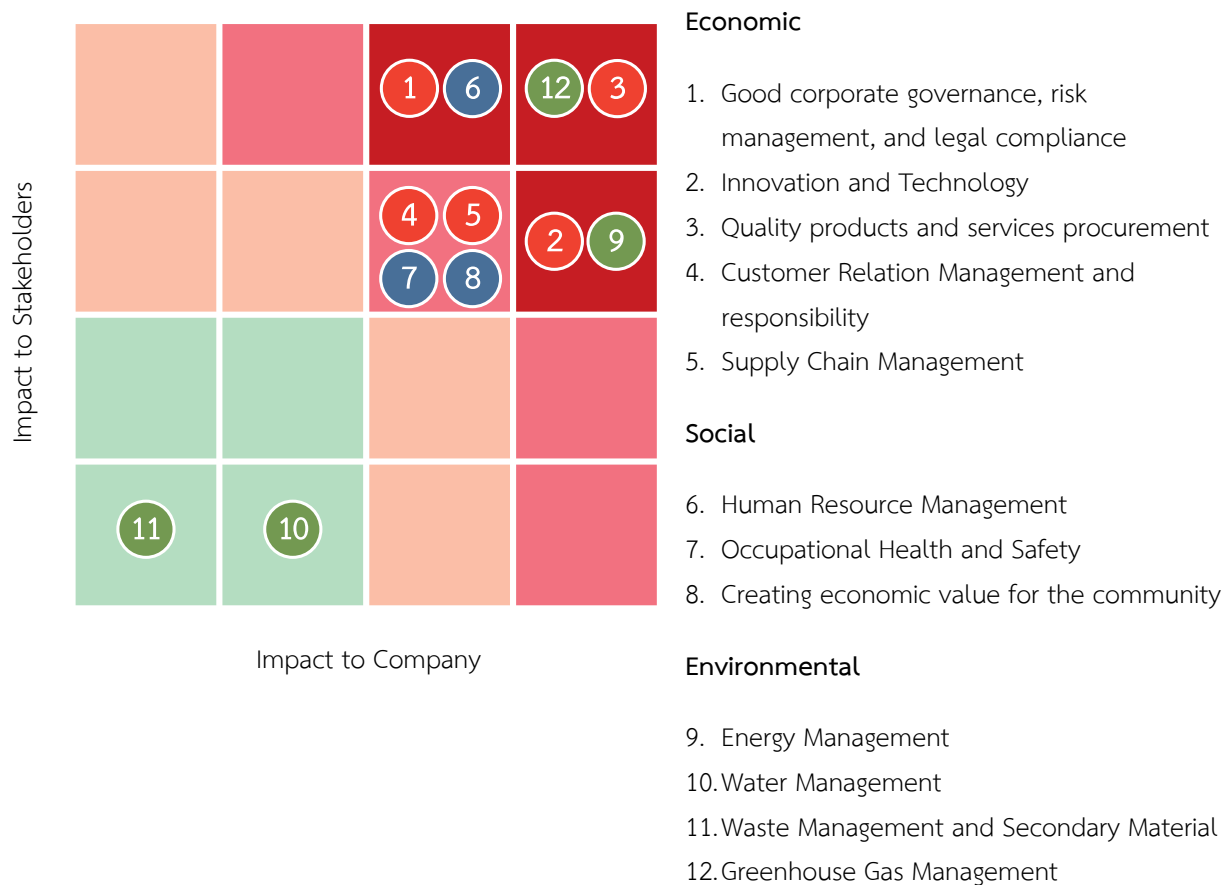 Economic
1 6 12 3
1. Good corporate governance, risk
management, and legal compliance
2. Innovation and Technology
4 5
2 9
3. Quality products and services procurement
7 8
4. Customer Relation Management and
responsibility
5. Supply Chain Management
Impact to Stakeholders
Social
11 10
6. Human Resource Management
7. Occupational Health and Safety
8. Creating economic value for the community
Impact to Company
Environmental
9. Energy Management
10. Water Management
11. Waste Management and Secondary Material
12. Greenhouse Gas Management